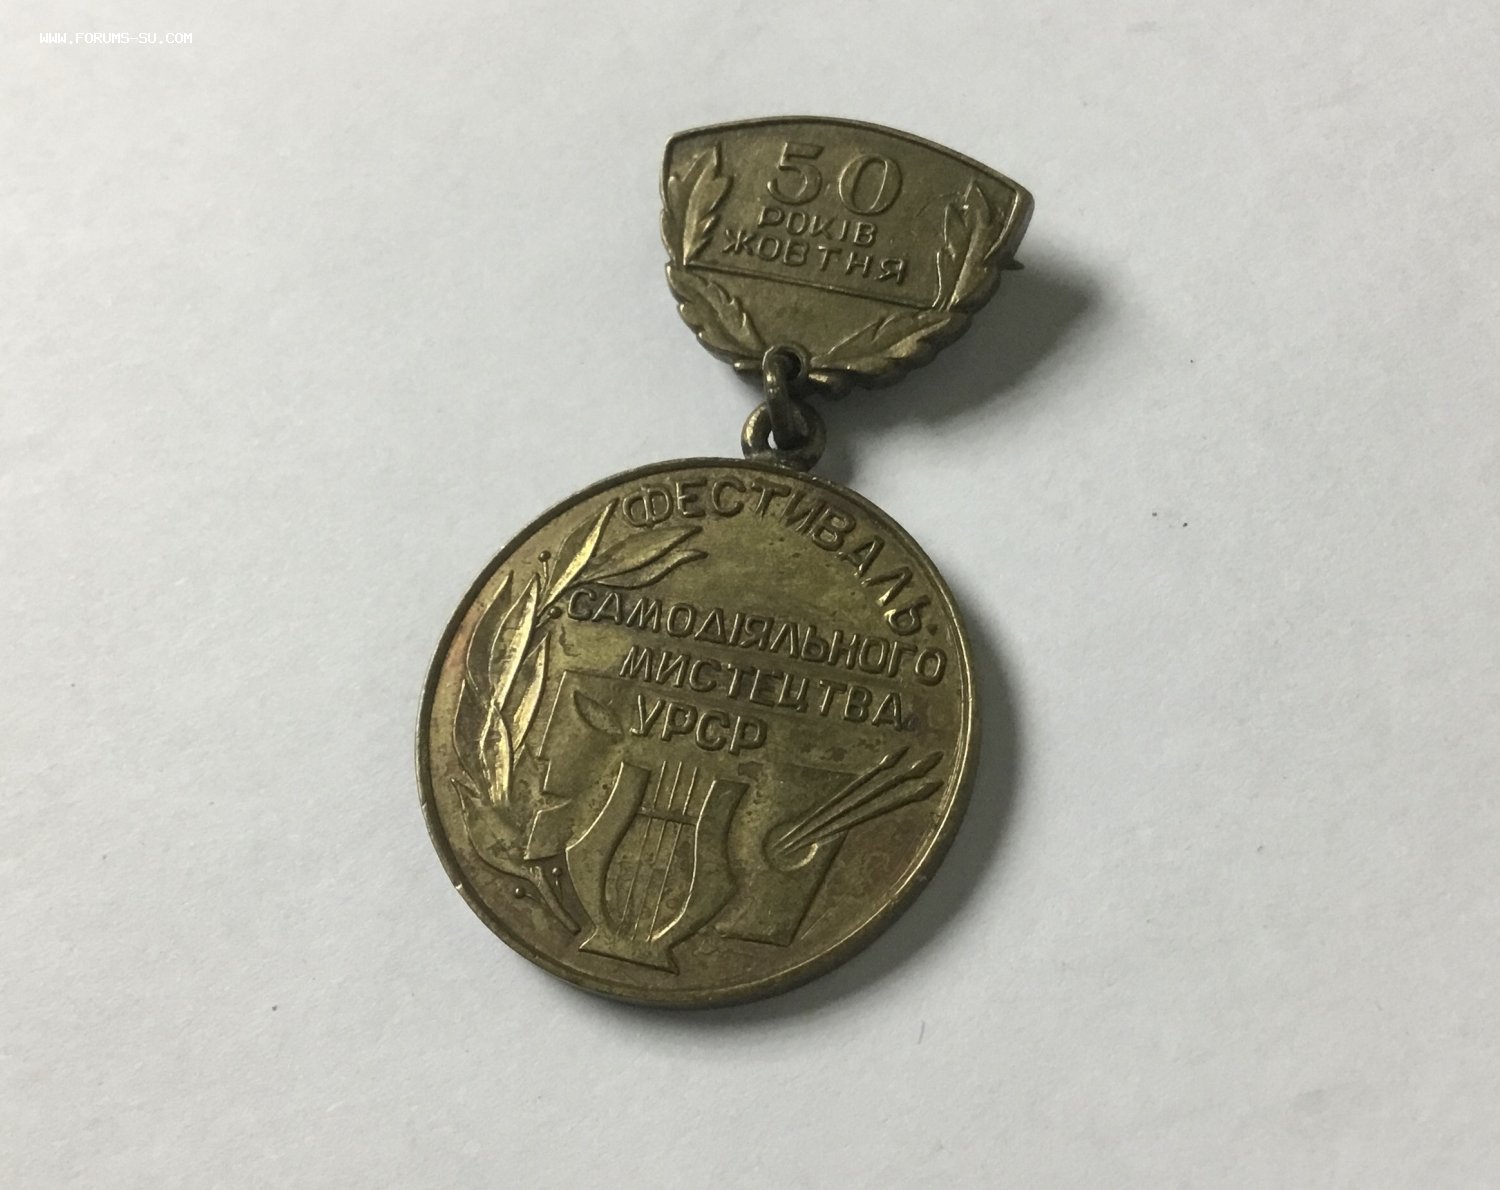 WWW.FORUMS-SU.COM
50
РОКІВ
ЖОВТНЯ
ФЕСТИВАЛЬ
САМОДІЯЛЬНОГО
МИСТЕЦТВА
УРСР